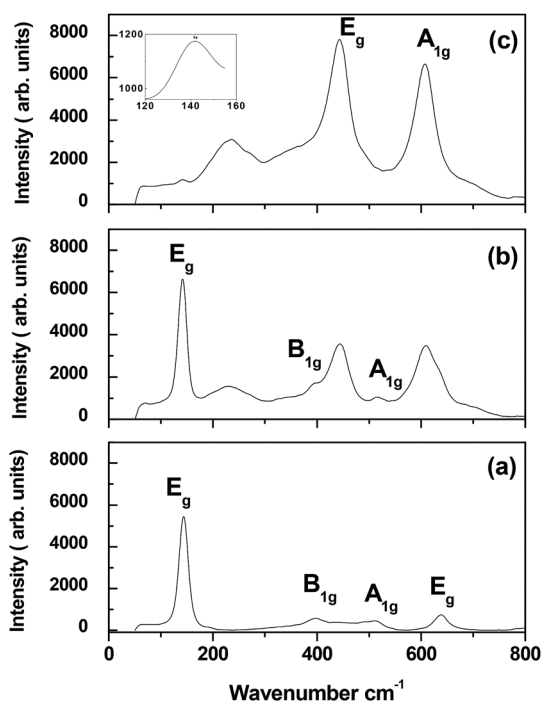 8000
6000
4000
2000
0
Intensity ( arb. units)
1200
1000
120 140 160
Eg
A1g
(c)
8000
6000
4000
2000
0
Intensity ( arb. units)
Eg
B1g
A1g
(b)
8000
6000
4000
2000
0
Intensity ( arb. units)
Eg
B1g
A1g
Eg
(a)
0 200 400 600 800
Wavenumber cm-1